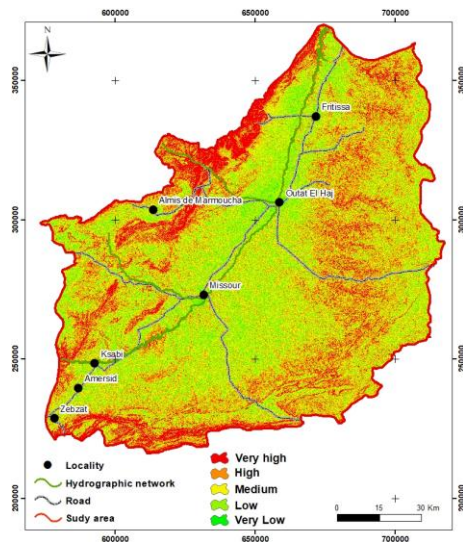 600000 650000 700000
N
350000 350000
Fritissa
Outat El Haj
Almis de Marmoucha
300000 300000
Missour
250000 250000
Ksabi
Amersid
Zebzat
Locality
Hydrographic network
Road
Sudy area
Very high
High
Medium
Low
Very Low
0 15 30 Km
200000 200000
600000 650000 700000